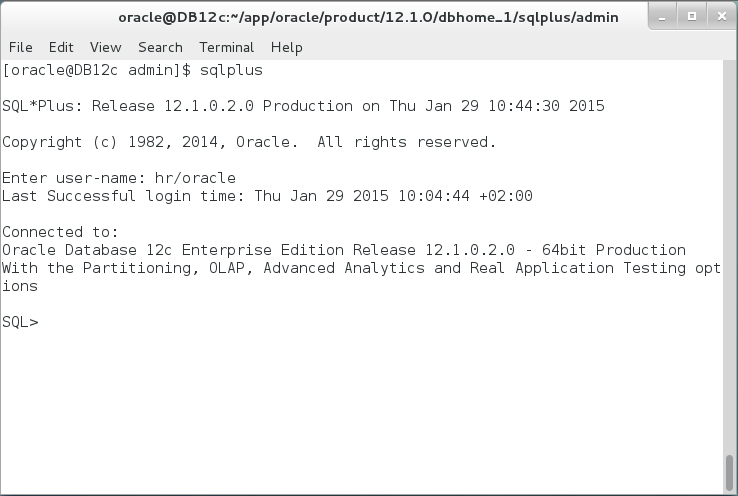 oracle@DB12c:~/app/oracle/product/12.1.0/dbhome_1/sqlplus/admin
File Edit View Search Terminal Help
[oracle@DB12c admin]$ sqlplus
SQL*Plus: Release 12.1.0.2.0 Production on Thu Jan 29 10:44:30 2015
Copyright (c) 1982, 2014, Oracle.  All rights reserved.
Enter user-name: hr/oracle
Last Successful login time: Thu Jan 29 2015 10:04:44 +02:00
Connected to:
Oracle Database 12c Enterprise Edition Release 12.1.0.2.0 - 64bit Production
With the Partitioning, OLAP, Advanced Analytics and Real Application Testing opt
ions
SQL>